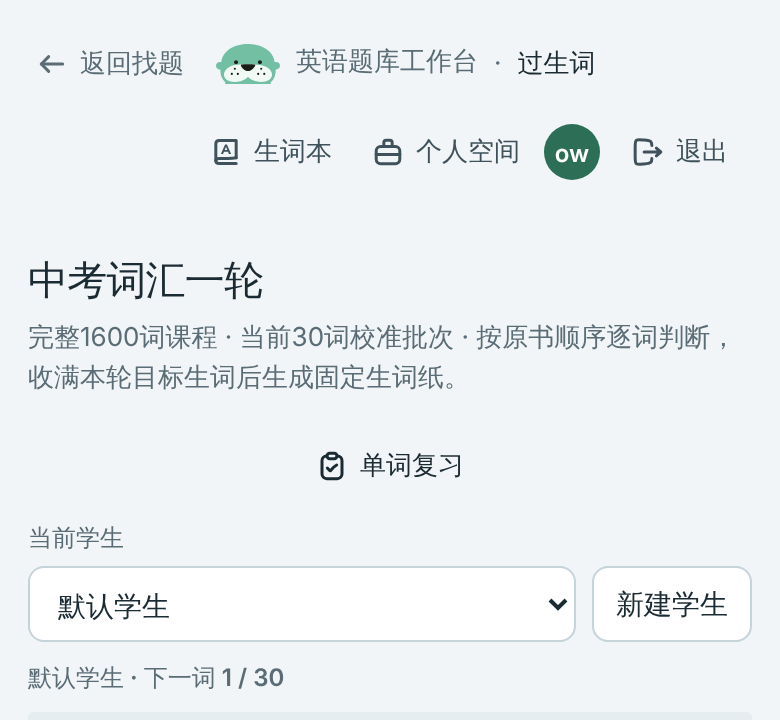 返回找题 英语题库工作台 · 过生词
生词本 个人空间 ow 退出
中考词汇一轮
完整1600词课程 · 当前30词校准批次 · 按原书顺序逐词判断，
收满本轮目标生词后生成固定生词纸。
单词复习
当前学生
默认学生 新建学生
默认学生 · 下一词 1 / 30